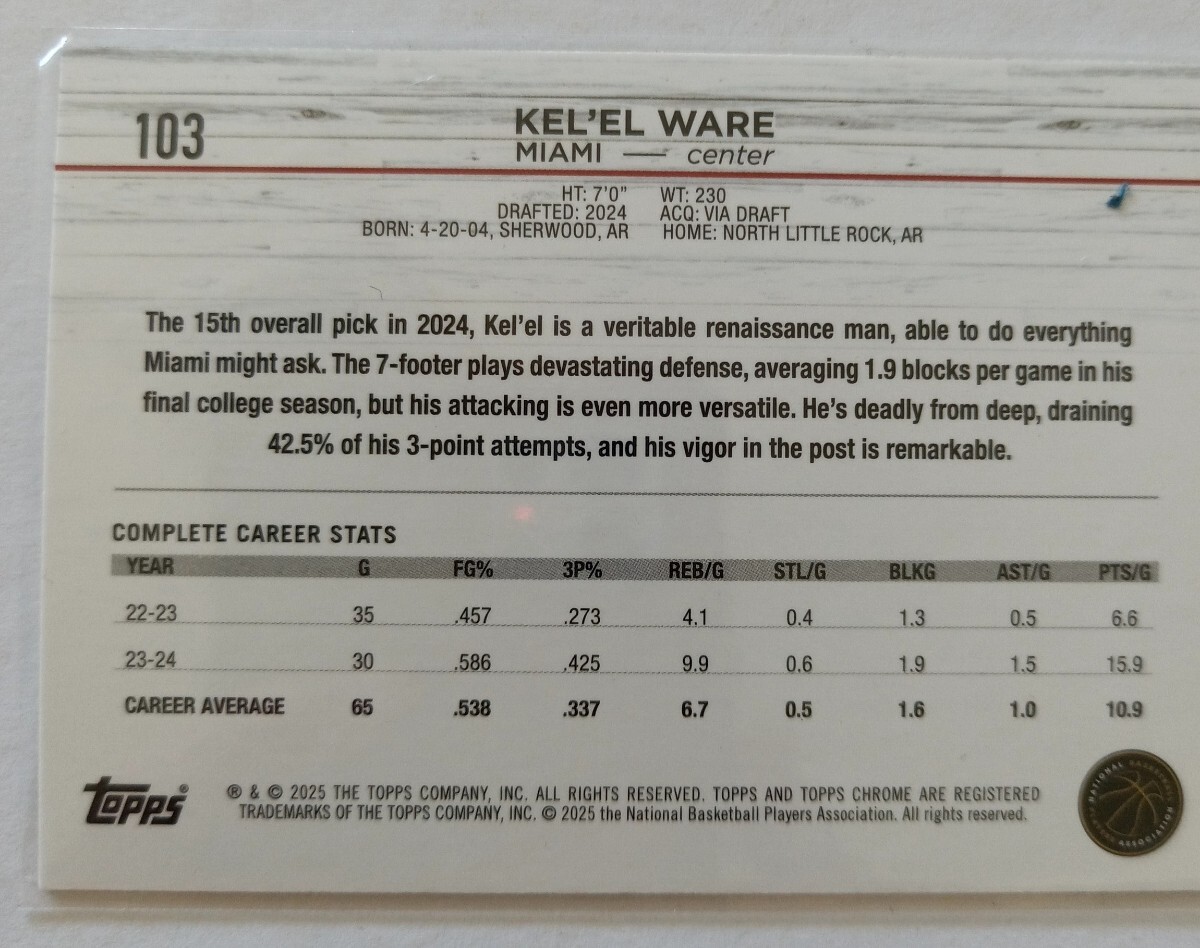 103
KEL'EL WARE
MIAMI — center
HT: 7'0" WT: 230
DRAFTED: 2024 ACQ: VIA DRAFT
BORN: 4-20-04, SHERWOOD, AR HOME: NORTH LITTLE ROCK, AR
The 15th overall pick in 2024, Kel'el is a veritable renaissance man, able to do everything
Miami might ask. The 7-footer plays devastating defense, averaging 1.9 blocks per game in his
final college season, but his attacking is even more versatile. He's deadly from deep, draining
42.5% of his 3-point attempts, and his vigor in the post is remarkable.
COMPLETE CAREER STATS
YEAR G FG% 3P% REB/G STL/G BLKG AST/G PTS/G
22-23 35 .457 .273 4.1 0.4 1.3 0.5 6.6
23-24 30 .586 .425 9.9 0.6 1.9 1.5 15.9
CAREER AVERAGE 65 .538 .337 6.7 0.5 1.6 1.0 10.9
topps®
® & © 2025 THE TOPPS COMPANY, INC. ALL RIGHTS RESERVED. TOPPS AND TOPPS CHROME ARE REGISTERED
TRADEMARKS OF THE TOPPS COMPANY, INC. © 2025 the National Basketball Players Association. All rights reserved.
NATIONAL BASKETBALL
PLAYERS ASSOCIATION